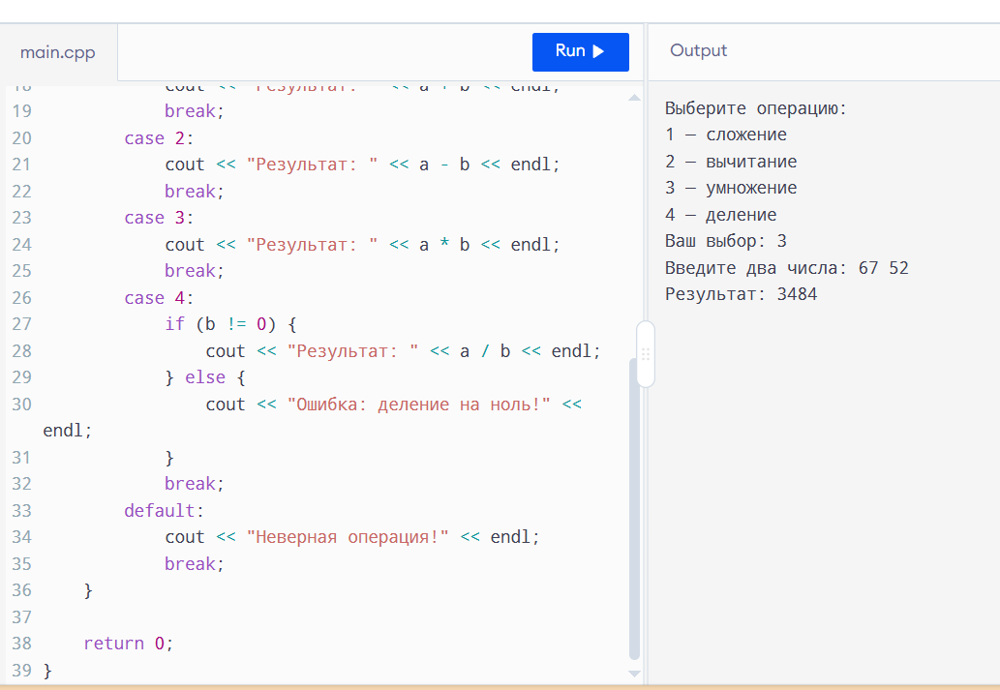 main.cpp
Run
Output
18 cout << "Результат: " << a + b << endl;
19 break;
20 case 2:
21 cout << "Результат: " << a - b << endl;
22 break;
23 case 3:
24 cout << "Результат: " << a * b << endl;
25 break;
26 case 4:
27 if (b != 0) {
28 cout << "Результат: " << a / b << endl;
29 } else {
30 cout << "Ошибка: деление на ноль!" <<
endl;
31 }
32 break;
33 default:
34 cout << "Неверная операция!" << endl;
35 break;
36 }
37
38 return 0;
39 }
Выберите операцию:
1 — сложение
2 — вычитание
3 — умножение
4 — деление
Ваш выбор: 3
Введите два числа: 67 52
Результат: 3484